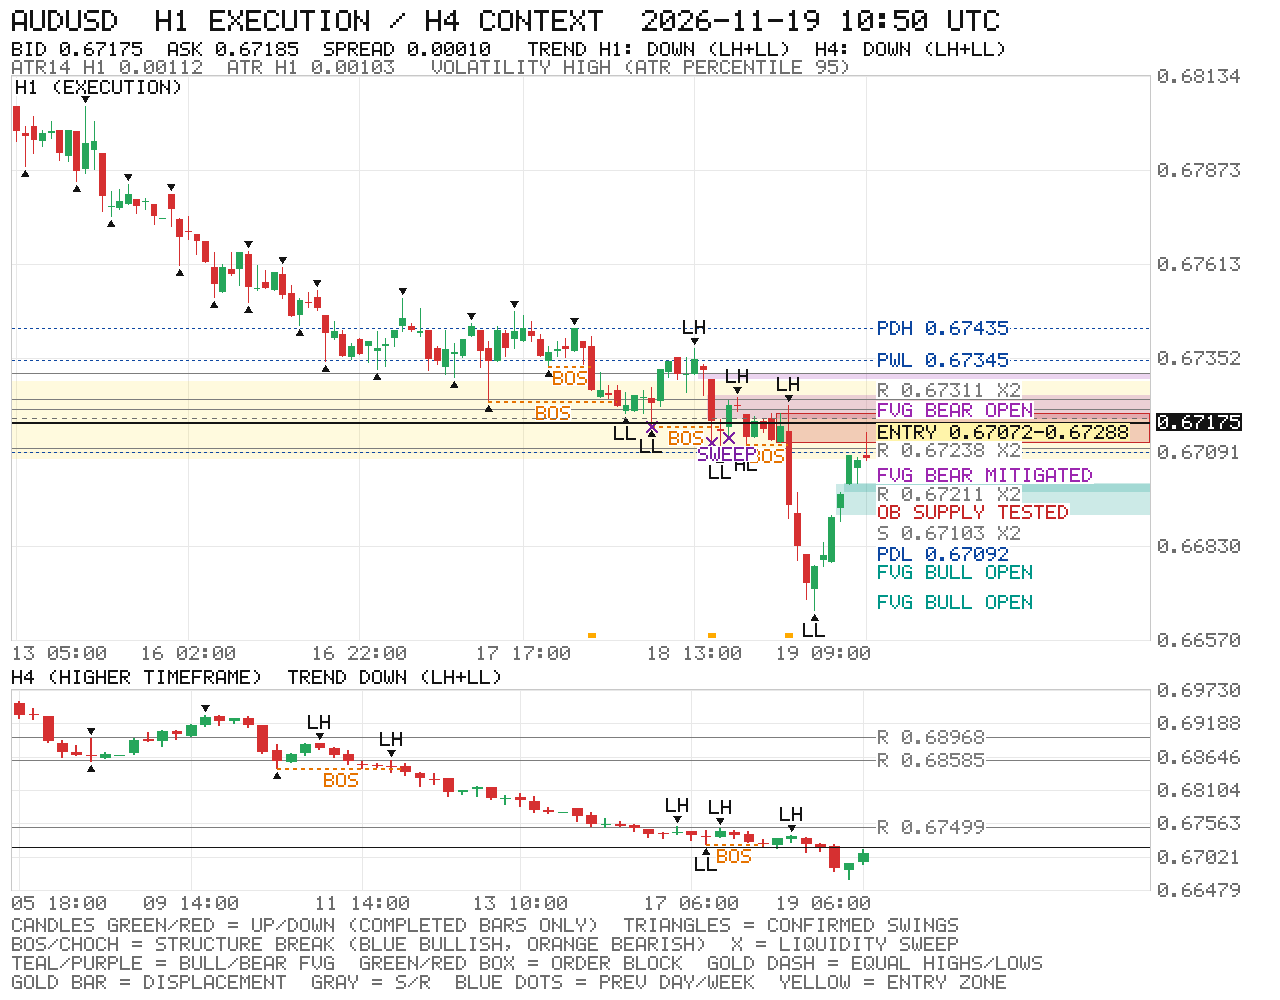 AUDUSD  H1 EXECUTION / H4 CONTEXT  2026-11-19 10:50 UTC
BID 0.67175  ASK 0.67185  SPREAD 0.00010  TREND H1: DOWN (LH+LL)  H4: DOWN (LH+LL)
ATR14 H1 0.00112  ATR H1 0.00103  VOLATILITY HIGH (ATR PERCENTILE 95)
0.68134
H1 (EXECUTION)
0.67873
0.67613
LH
PDH 0.67435
PWL 0.67345
0.67352
BOS
LH
LH
R 0.67311 X2
BOS
FVG BEAR OPEN
0.67175
LL
BOS
ENTRY 0.67072-0.67288
LL
SWEEP
BOS
R 0.67238 X2
0.67091
LL
HL
FVG BEAR MITIGATED
R 0.67211 X2
OB SUPPLY TESTED
S 0.67103 X2
0.66830
PDL 0.67092
FVG BULL OPEN
FVG BULL OPEN
LL
0.66570
13 05:00  16 02:00  16 22:00  17 17:00  18 13:00  19 09:00
H4 (HIGHER TIMEFRAME)  TREND DOWN (LH+LL)
0.69730
LH
0.69188
LH
R 0.68968
BOS
R 0.68585
0.68646
0.68104
LH
LH
LH
R 0.67499
0.67563
LL
BOS
0.67021
0.66479
05 18:00  09 14:00  11 14:00  13 10:00  17 06:00  19 06:00
CANDLES GREEN/RED = UP/DOWN (COMPLETED BARS ONLY)  TRIANGLES = CONFIRMED SWINGS
BOS/CHOCH = STRUCTURE BREAK (BLUE BULLISH, ORANGE BEARISH)  X = LIQUIDITY SWEEP
TEAL/PURPLE = BULL/BEAR FVG  GREEN/RED BOX = ORDER BLOCK  GOLD DASH = EQUAL HIGHS/LOWS
GOLD BAR = DISPLACEMENT  GRAY = S/R  BLUE DOTS = PREV DAY/WEEK  YELLOW = ENTRY ZONE